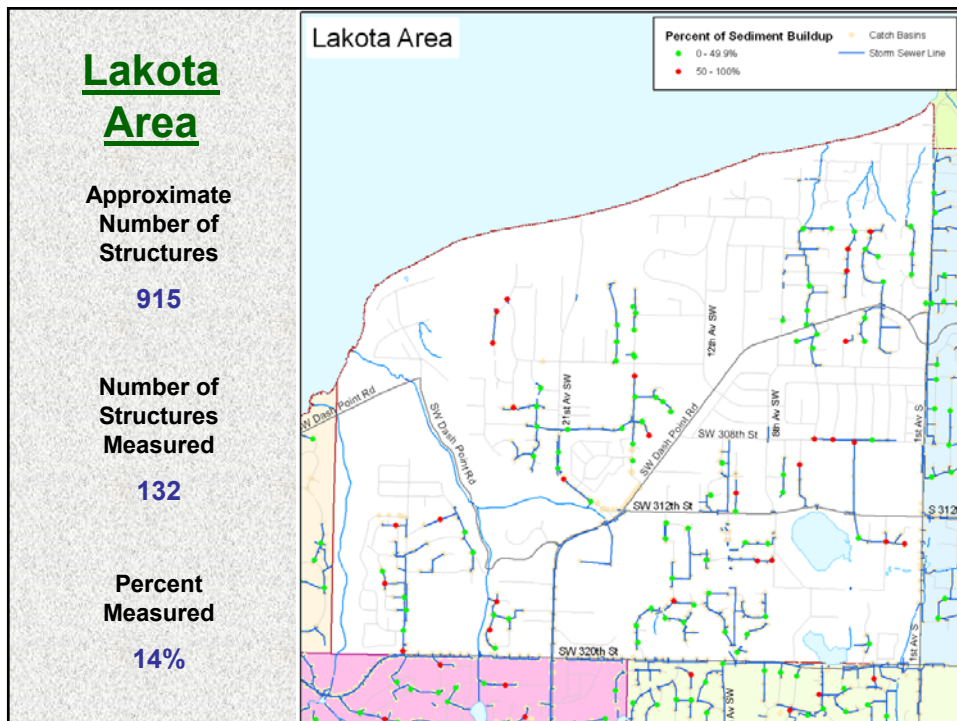 Lakota
Area
Approximate
Number of
Structures
915
Number of
Structures
Measured
132
Percent
Measured
14%
Lakota Area
Percent of Sediment Buildup
0 - 49.9%
50 - 100%
Catch Basins
Storm Sewer Line
12th Av SW
21st Av SW
8th Av SW
1st Av S
SW Dash Point Rd
SW Dash Point Rd
SW Dash Point Rd
SW 308th St
SW 312th St
S 312t
SW 320th St
1st Av S
Av SW